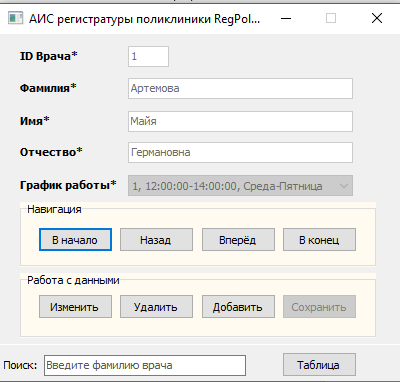 АИС регистратуры поликлиники RegPol...
ID Врача* 1
Фамилия* Артемова
Имя* Майя
Отчество* Германовна
График работы* 1, 12:00:00-14:00:00, Среда-Пятница
Навигация
В начало Назад Вперёд В конец
Работа с данными
Изменить Удалить Добавить Сохранить
Поиск: Введите фамилию врача Таблица